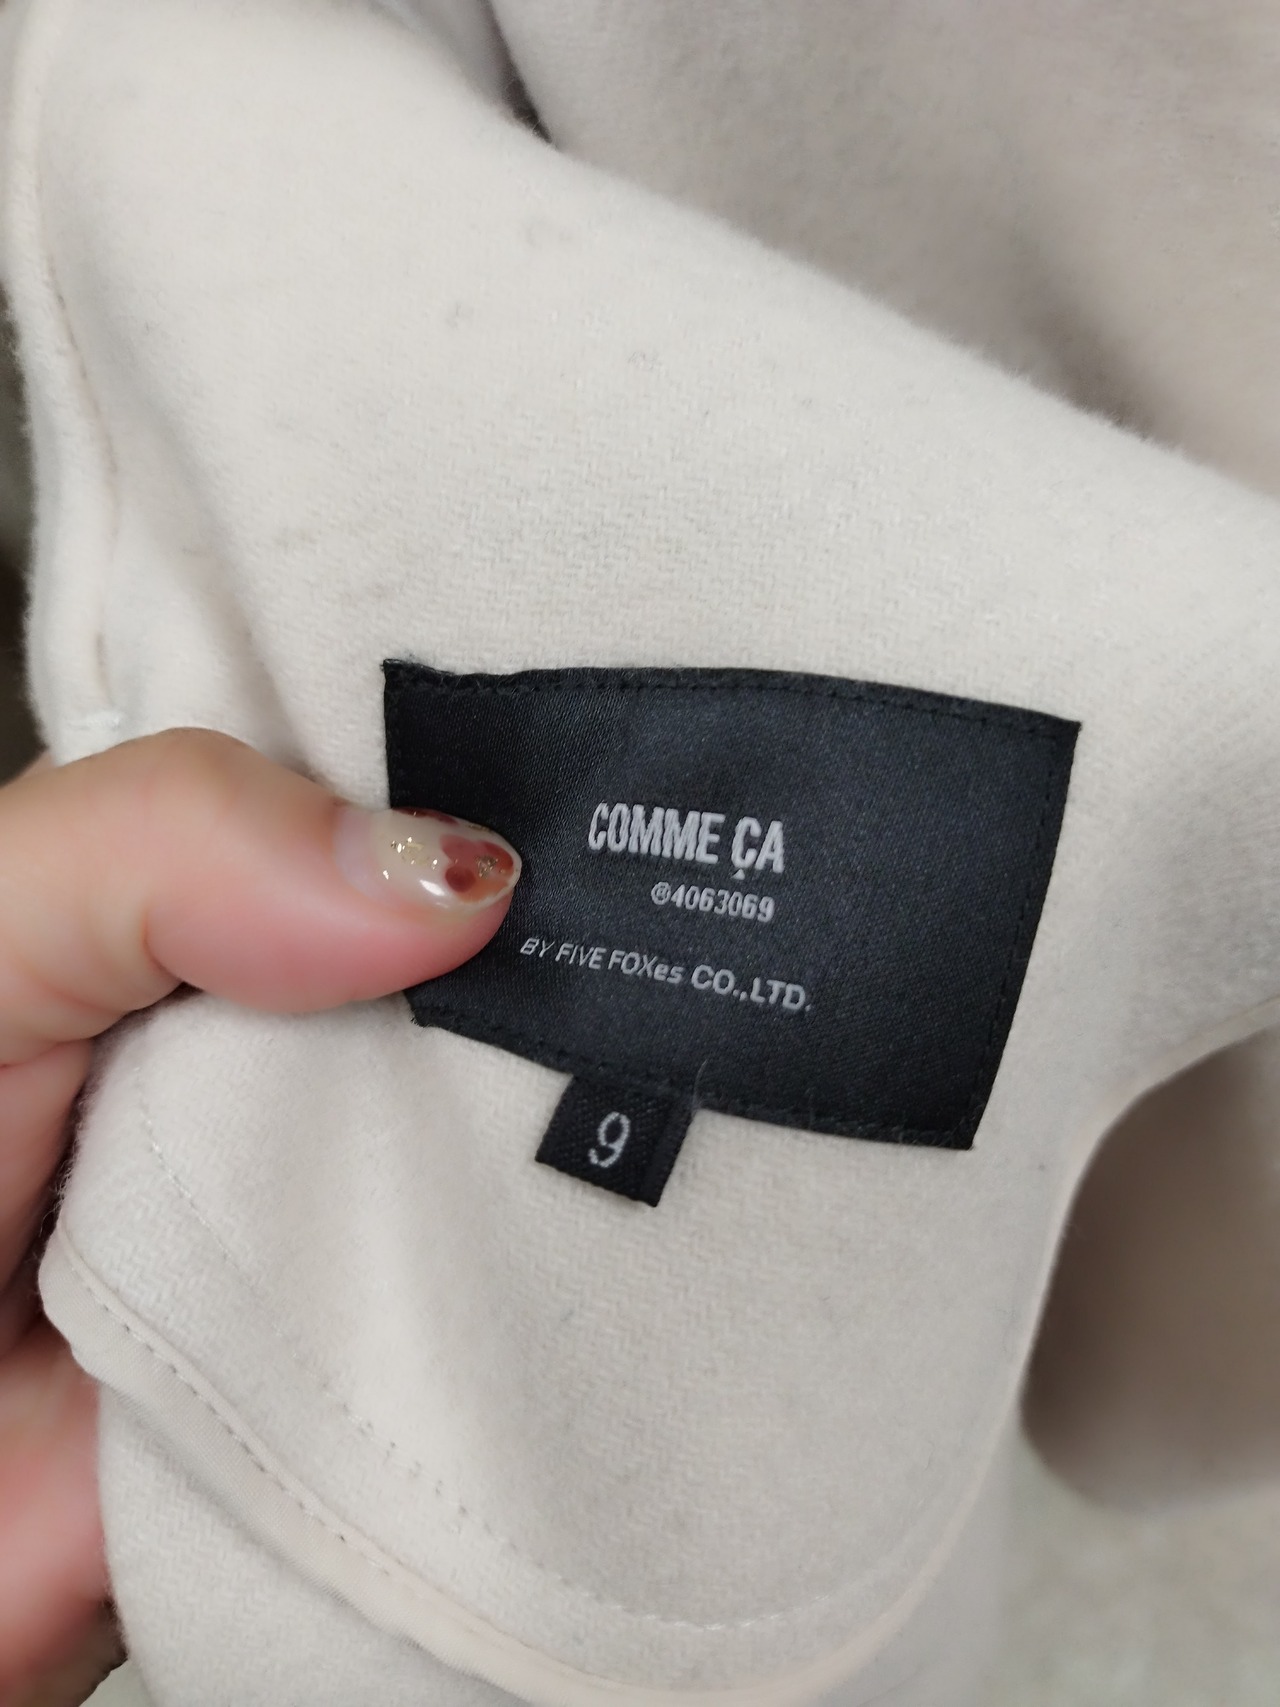 COMME ÇA
®4063069
BY FIVE FOXes CO.,LTD.
9